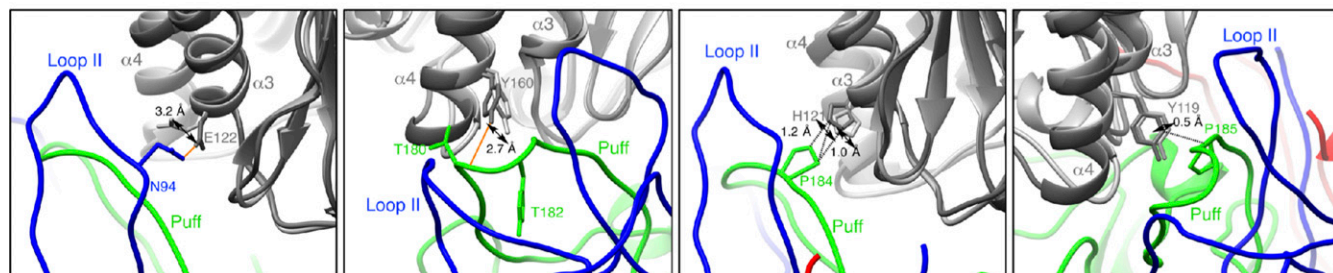 Loop II
α4
α3
3.2 Å
E122
N94
Puff
α3
α4
Y160
2.7 Å
T180
Puff
Loop II
T182
Loop II
α4
α3
H121
1.2 Å
1.0 Å
P184
Puff
α3
Loop II
Y119
0.5 Å
P185
α4
Puff